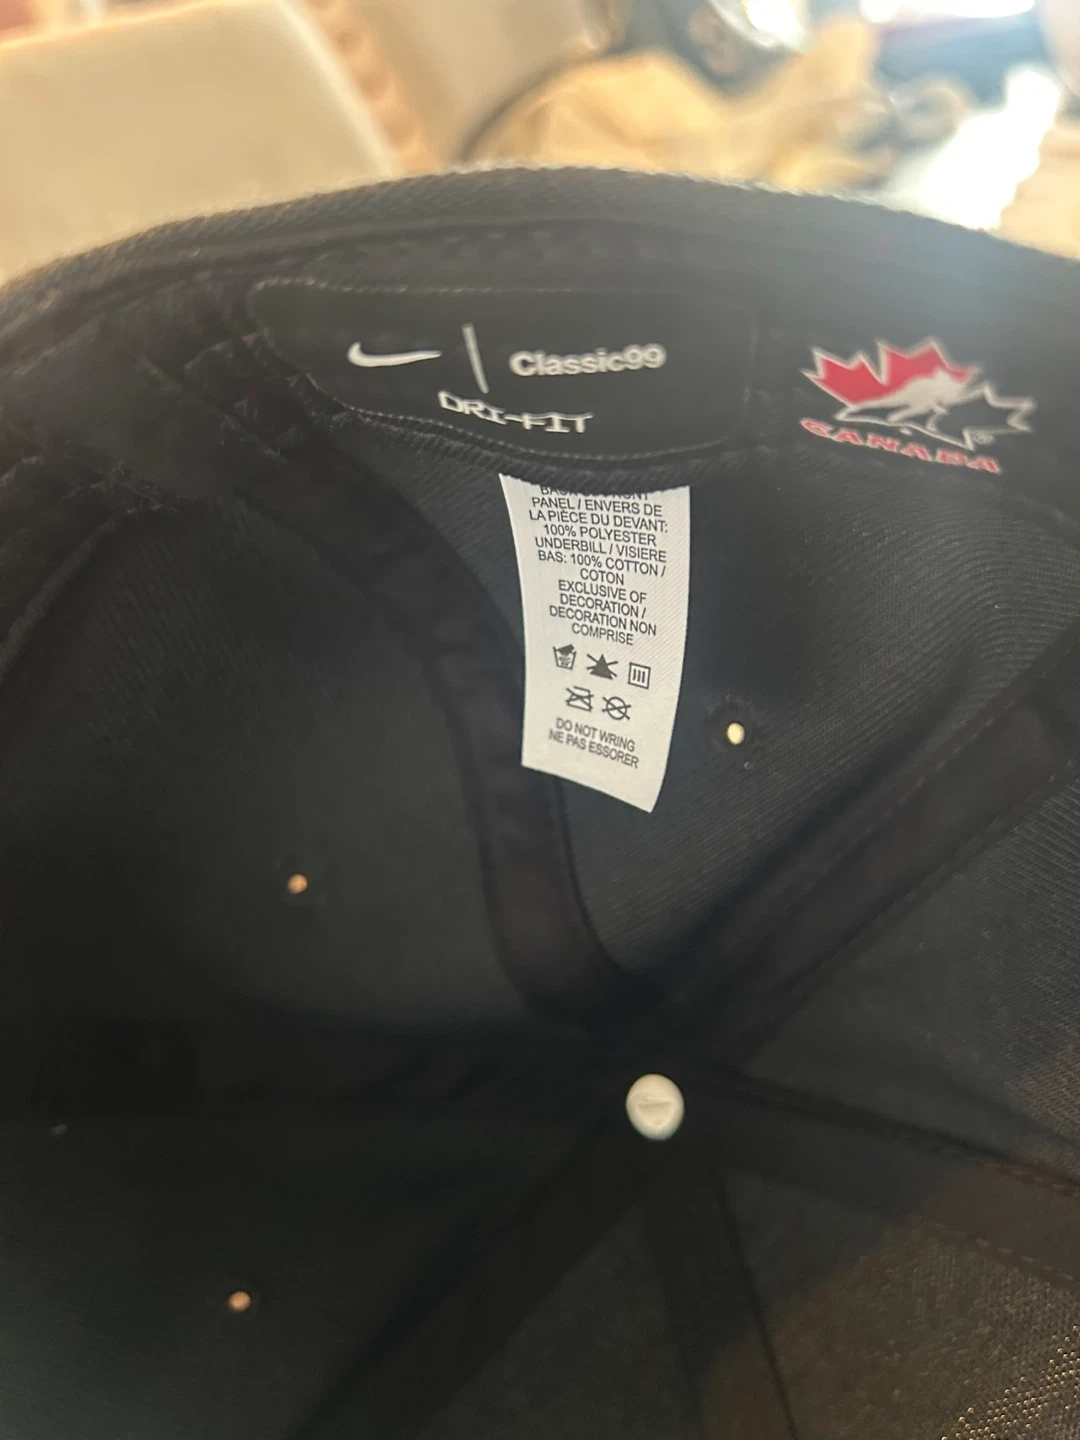 Classic99
DRI-FIT
CANADA
®
PANEL / ENVERS DE
LA PIÈCE DU DEVANT:
100% POLYESTER
UNDERBILL / VISIERE
BAS: 100% COTTON /
COTON
EXCLUSIVE OF
DECORATION /
DECORATION NON
COMPRISE
DO NOT WRING
NE PAS ESSORER